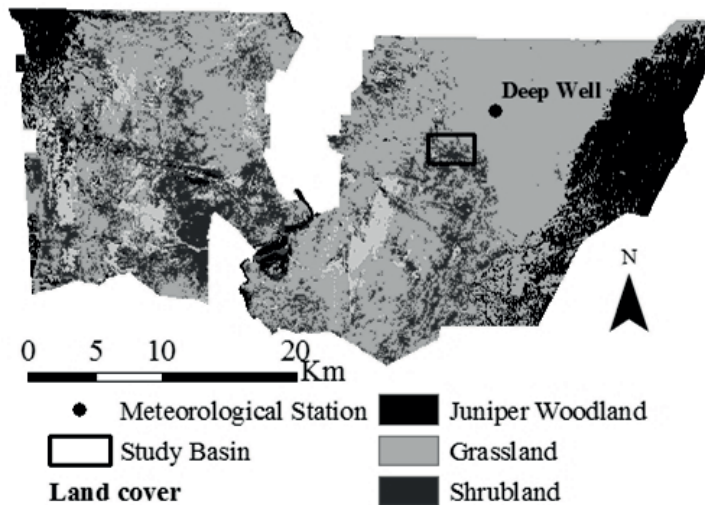 Deep Well
N
0 5 10 20
Km
Meteorological Station
Study Basin
Land cover
Juniper Woodland
Grassland
Shrubland